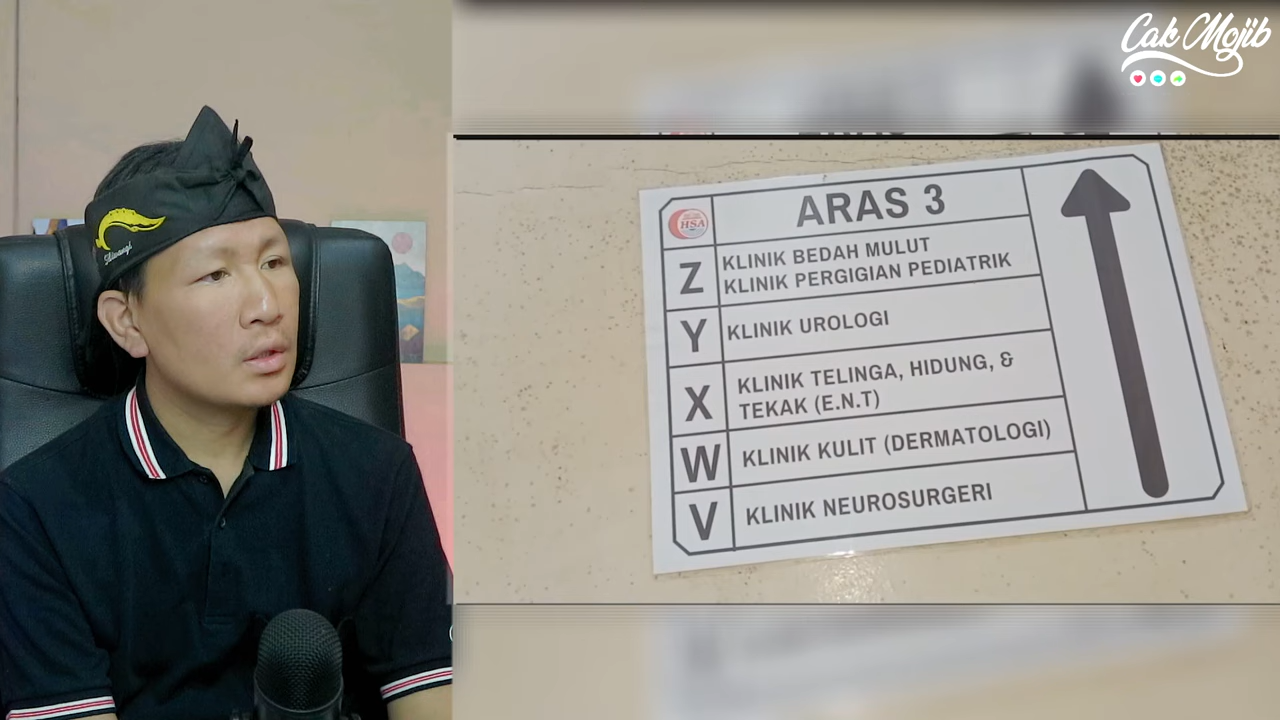 Cak Mojib
HSA
ARAS 3
Z
KLINIK BEDAH MULUT
KLINIK PERGIGIAN PEDIATRIK
Y
KLINIK UROLOGI
X
KLINIK TELINGA, HIDUNG, &
TEKAK (E.N.T)
W
KLINIK KULIT (DERMATOLOGI)
V
KLINIK NEUROSURGERI